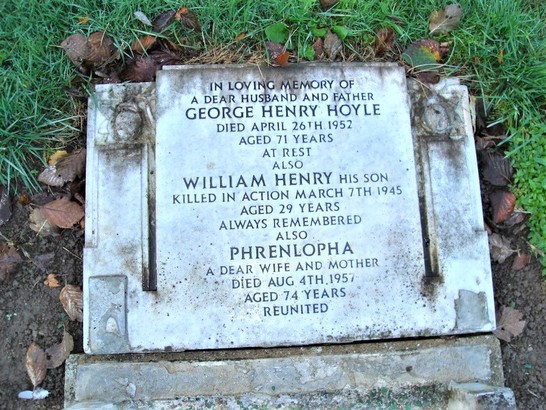 IN LOVING MEMORY OF
A DEAR HUSBAND AND FATHER
GEORGE HENRY HOYLE
DIED APRIL 26TH 1952
AGED 71 YEARS
AT REST
ALSO
WILLIAM HENRY HIS SON
KILLED IN ACTION MARCH 7TH 1945
AGED 29 YEARS
ALWAYS REMEMBERED
ALSO
PHRENLOPHA
A DEAR WIFE AND MOTHER
DIED AUG 4TH 1957
AGED 74 YEARS
REUNITED